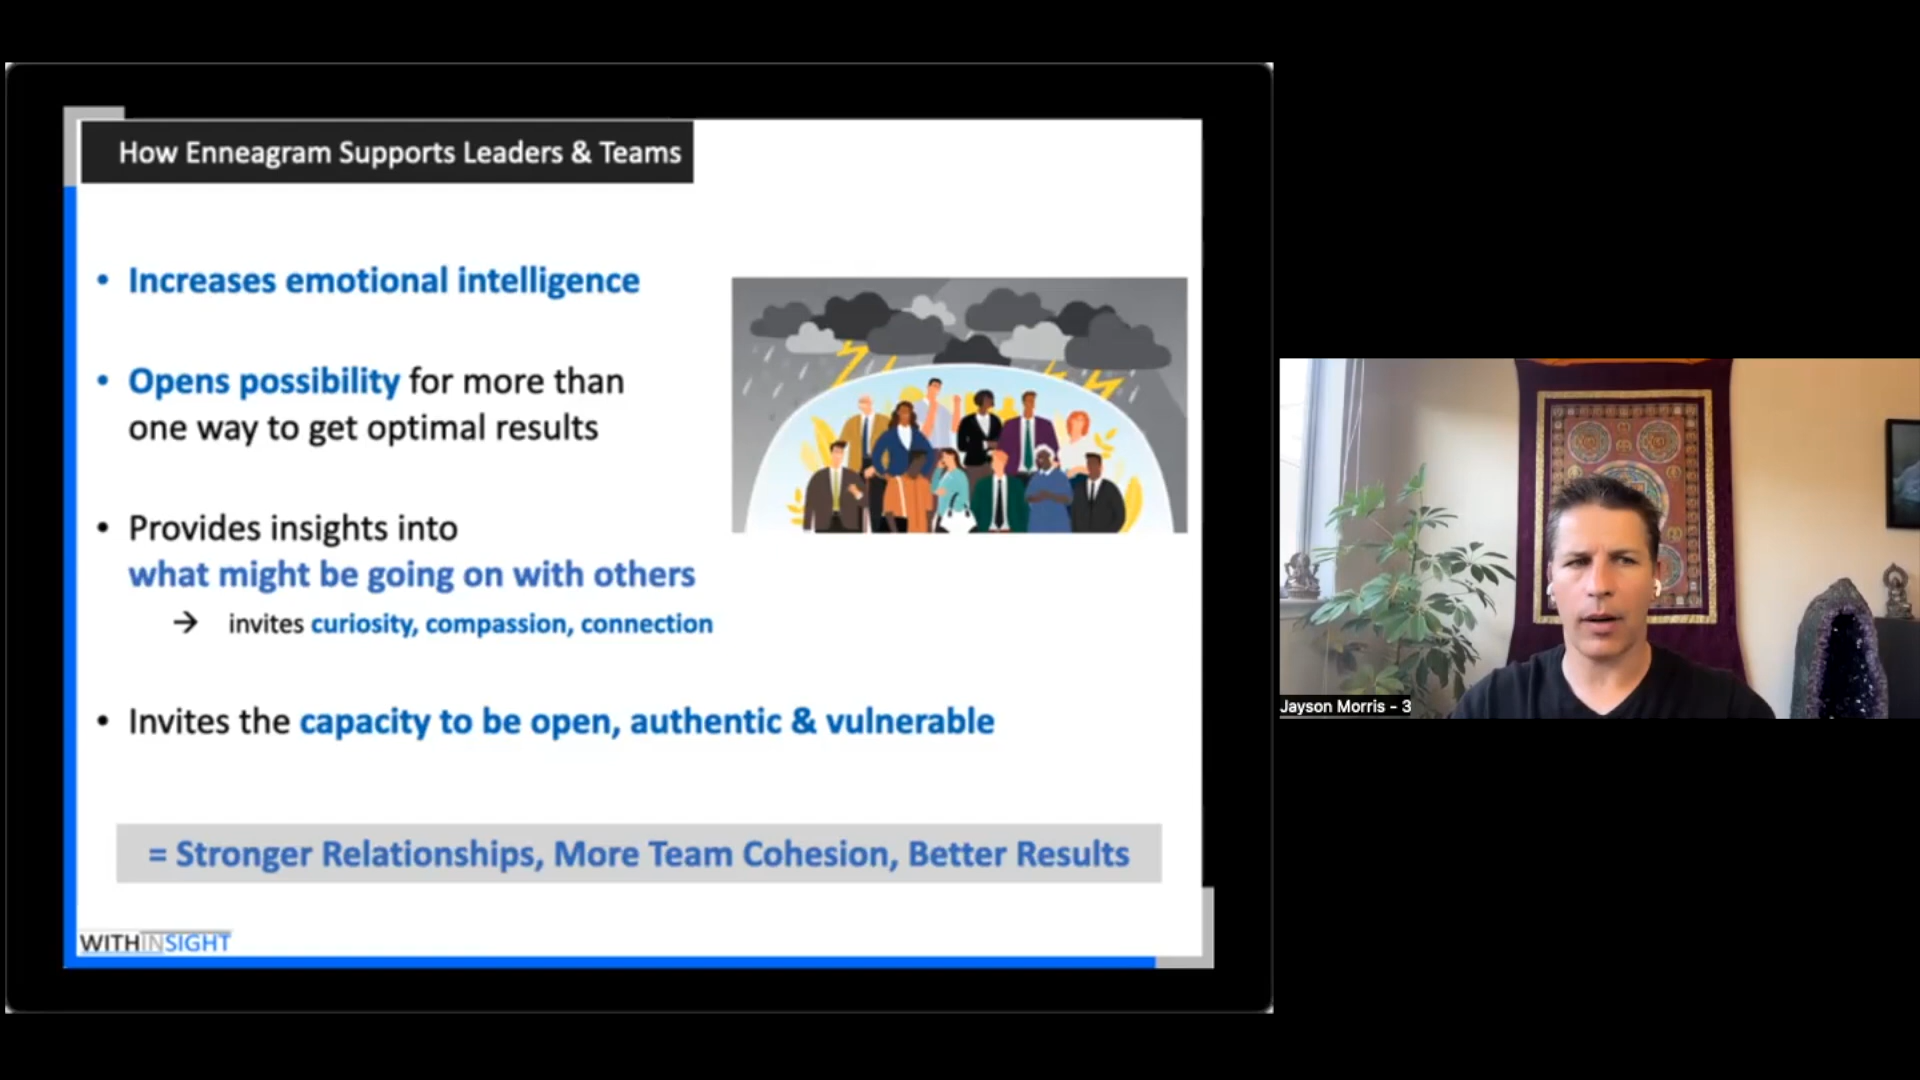 How Enneagram Supports Leaders & Teams
• Increases emotional intelligence
• Opens possibility for more than
one way to get optimal results
• Provides insights into
what might be going on with others
→ invites curiosity, compassion, connection
• Invites the capacity to be open, authentic & vulnerable
= Stronger Relationships, More Team Cohesion, Better Results
WITHINSIGHT
Jayson Morris - 3